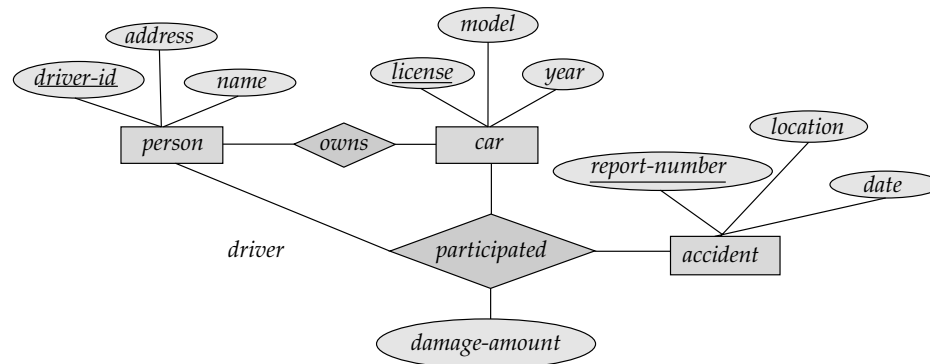 model
address
driver-id
name
license
year
location
person
owns
car
report-number
date
driver
participated
accident
damage-amount